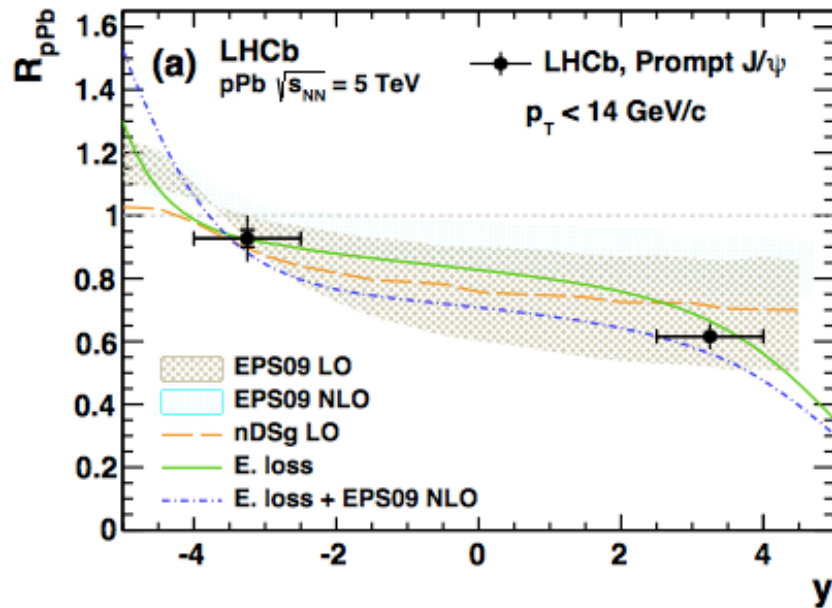 R_pPb
1.6
1.4
1.2
1
0.8
0.6
0.4
0.2
0
(a)
LHCb
pPb √s_NN = 5 TeV
LHCb, Prompt J/ψ
p_T < 14 GeV/c
EPS09 LO
EPS09 NLO
nDSg LO
E. loss
E. loss + EPS09 NLO
-4 -2 0 2 4
y